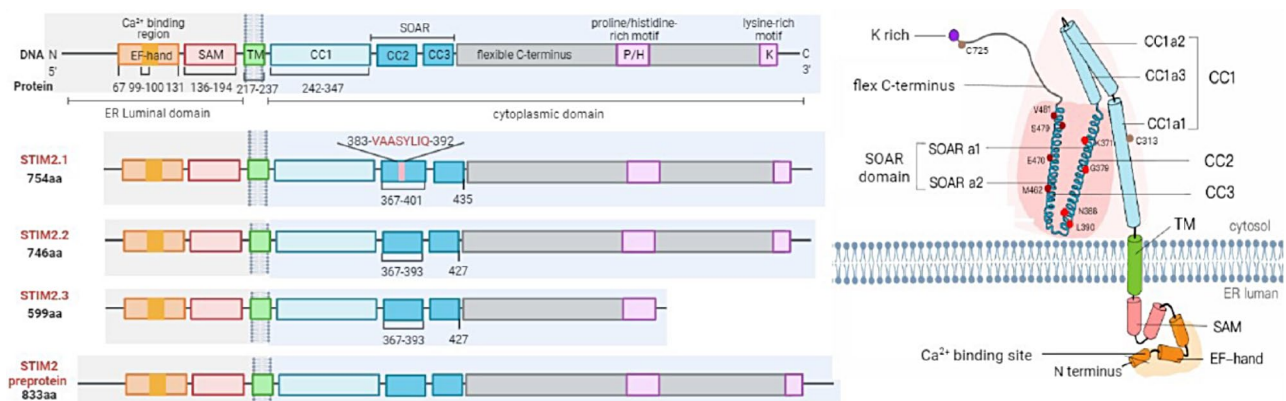 Ca²⁺ binding
region
SOAR
proline/histidine-
rich motif
lysine-rich
motif
DNA N
5'
EF-hand
SAM
TM
CC1
CC2
CC3
flexible C-terminus
P/H
K
C
3'
Protein
67 99-100 131 136-194 217-237 242-347
ER Luminal domain
cytoplasmic domain
383-VAASYLIQ-392
STIM2.1
754aa
367-401
435
STIM2.2
746aa
367-393
427
STIM2.3
599aa
367-393
427
STIM2
preprotein
833aa
K rich
C725
flex C-terminus
CC1a2
CC1a3
CC1
CC1a1
C313
V481
S479
K371
E470
G379
M462
N388
L390
SOAR
domain
SOAR a1
SOAR a2
CC2
CC3
TM
cytosol
ER luman
SAM
Ca²⁺ binding site
N terminus
EF-hand